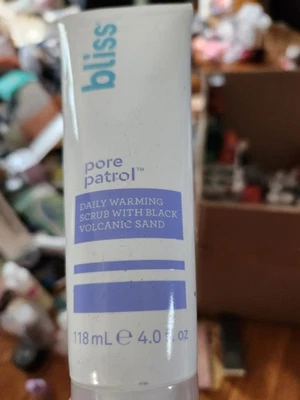 bliss
pore
patrol™
DAILY WARMING
SCRUB WITH BLACK
VOLCANIC SAND
118 mL ℮ 4.0 fl. oz